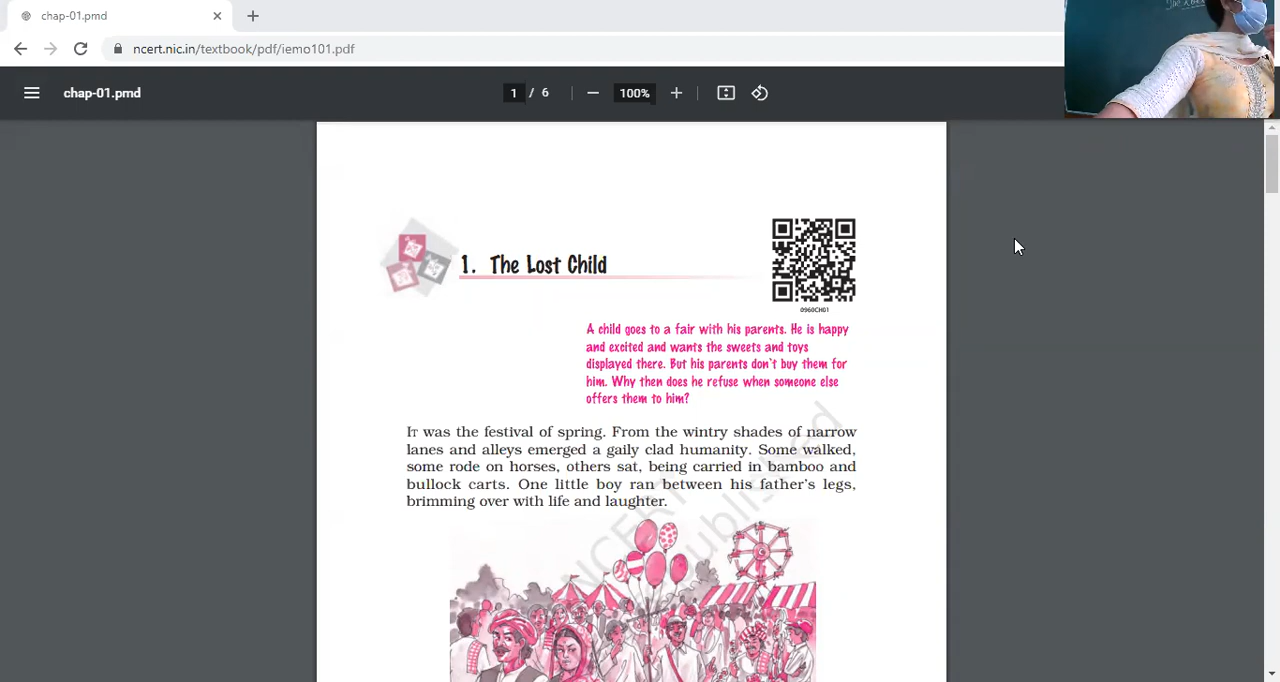 chap-01.pmd
ncert.nic.in/textbook/pdf/iemo101.pdf
chap-01.pmd
1 / 6
100%
1. The Lost Child
0960CH01
A child goes to a fair with his parents. He is happy
and excited and wants the sweets and toys
displayed there. But his parents don't buy them for
him. Why then does he refuse when someone else
offers them to him?
IT was the festival of spring. From the wintry shades of narrow
lanes and alleys emerged a gaily clad humanity. Some walked,
some rode on horses, others sat, being carried in bamboo and
bullock carts. One little boy ran between his father's legs,
brimming over with life and laughter.
NCERT